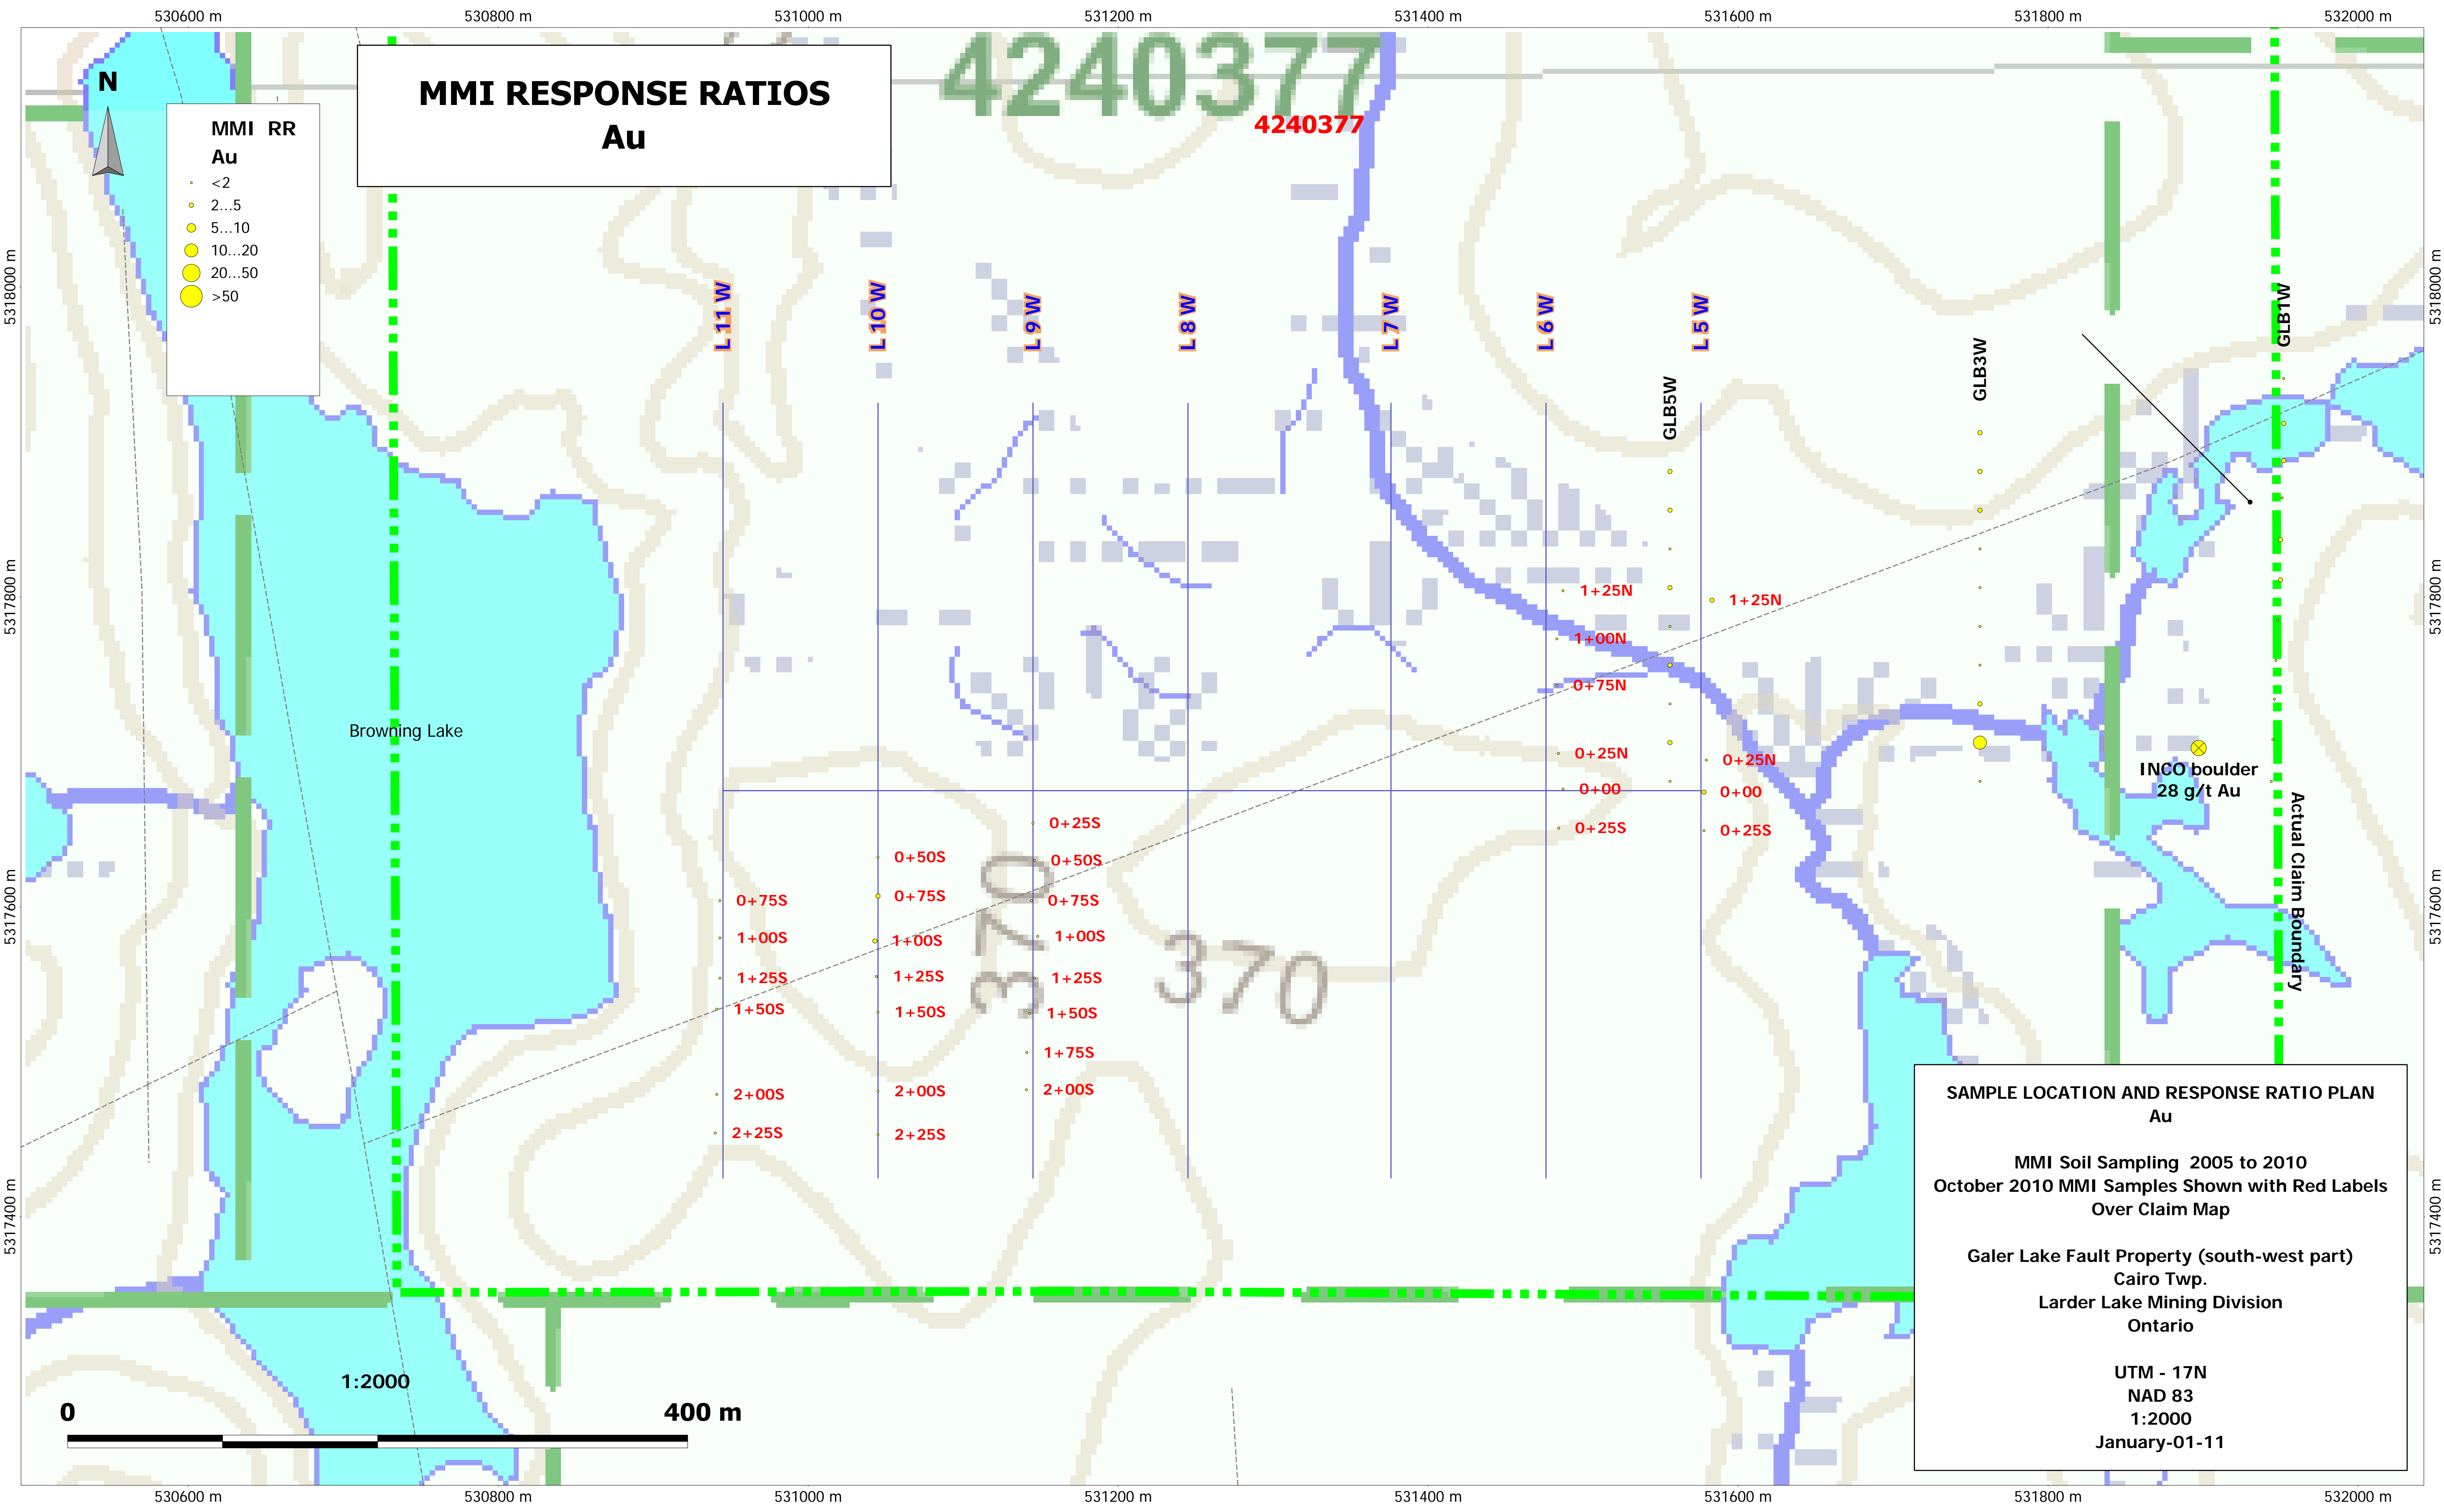 530600 m
530800 m
531000 m
531200 m
531400 m
531600 m
531800 m
532000 m
4240377
4240377
MMI RESPONSE RATIOS
Au
N
MMI RR
Au
<2
2...5
5...10
10...20
20...50
>50
5318000 m
5318000 m
L 11 W
L 10 W
L 9 W
L 8 W
L 7 W
L 6 W
L 5 W
GLB5W
GLB3W
GLB1W
5317800 m
5317800 m
1+25N
1+25N
1+00N
0+75N
Browning Lake
0+25N
0+25N
INCO boulder
28 g/t Au
0+00
0+00
0+25S
0+25S
0+25S
Actual Claim Boundary
0+50S
0+50S
0+75S
0+75S
0+75S
5317600 m
5317600 m
1+00S
1+00S
1+00S
370
370
1+25S
1+25S
1+25S
1+50S
1+50S
1+50S
1+75S
2+00S
2+00S
2+00S
2+25S
2+25S
5317400 m
5317400 m
SAMPLE LOCATION AND RESPONSE RATIO PLAN
Au
MMI Soil Sampling 2005 to 2010
October 2010 MMI Samples Shown with Red Labels
Over Claim Map
Galer Lake Fault Property (south-west part)
Cairo Twp.
Larder Lake Mining Division
Ontario
UTM - 17N
NAD 83
1:2000
January-01-11
1:2000
0
400 m
530600 m
530800 m
531000 m
531200 m
531400 m
531600 m
531800 m
532000 m